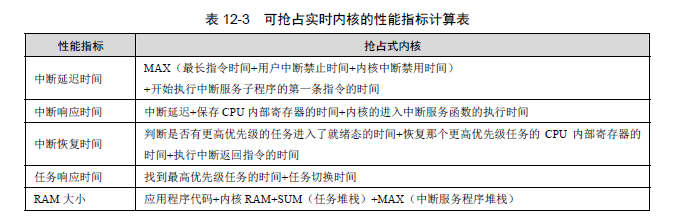 表 12-3 可抢占实时内核的性能指标计算表
性能指标 抢占式内核
中断延迟时间 MAX（最长指令时间+用户中断禁止时间+内核中断禁用时间）
+开始执行中断服务子程序的第一条指令的时间
中断响应时间 中断延迟+保存 CPU 内部寄存器的时间+内核的进入中断服务函数的执行时间
中断恢复时间 判断是否有更高优先级的任务进入了就绪态的时间+恢复那个更高优先级任务的 CPU 内部寄存器的
时间+执行中断返回指令的时间
任务响应时间 找到最高优先级任务的时间+任务切换时间
RAM 大小 应用程序代码+内核 RAM+SUM（任务堆栈）+MAX（中断服务程序堆栈）